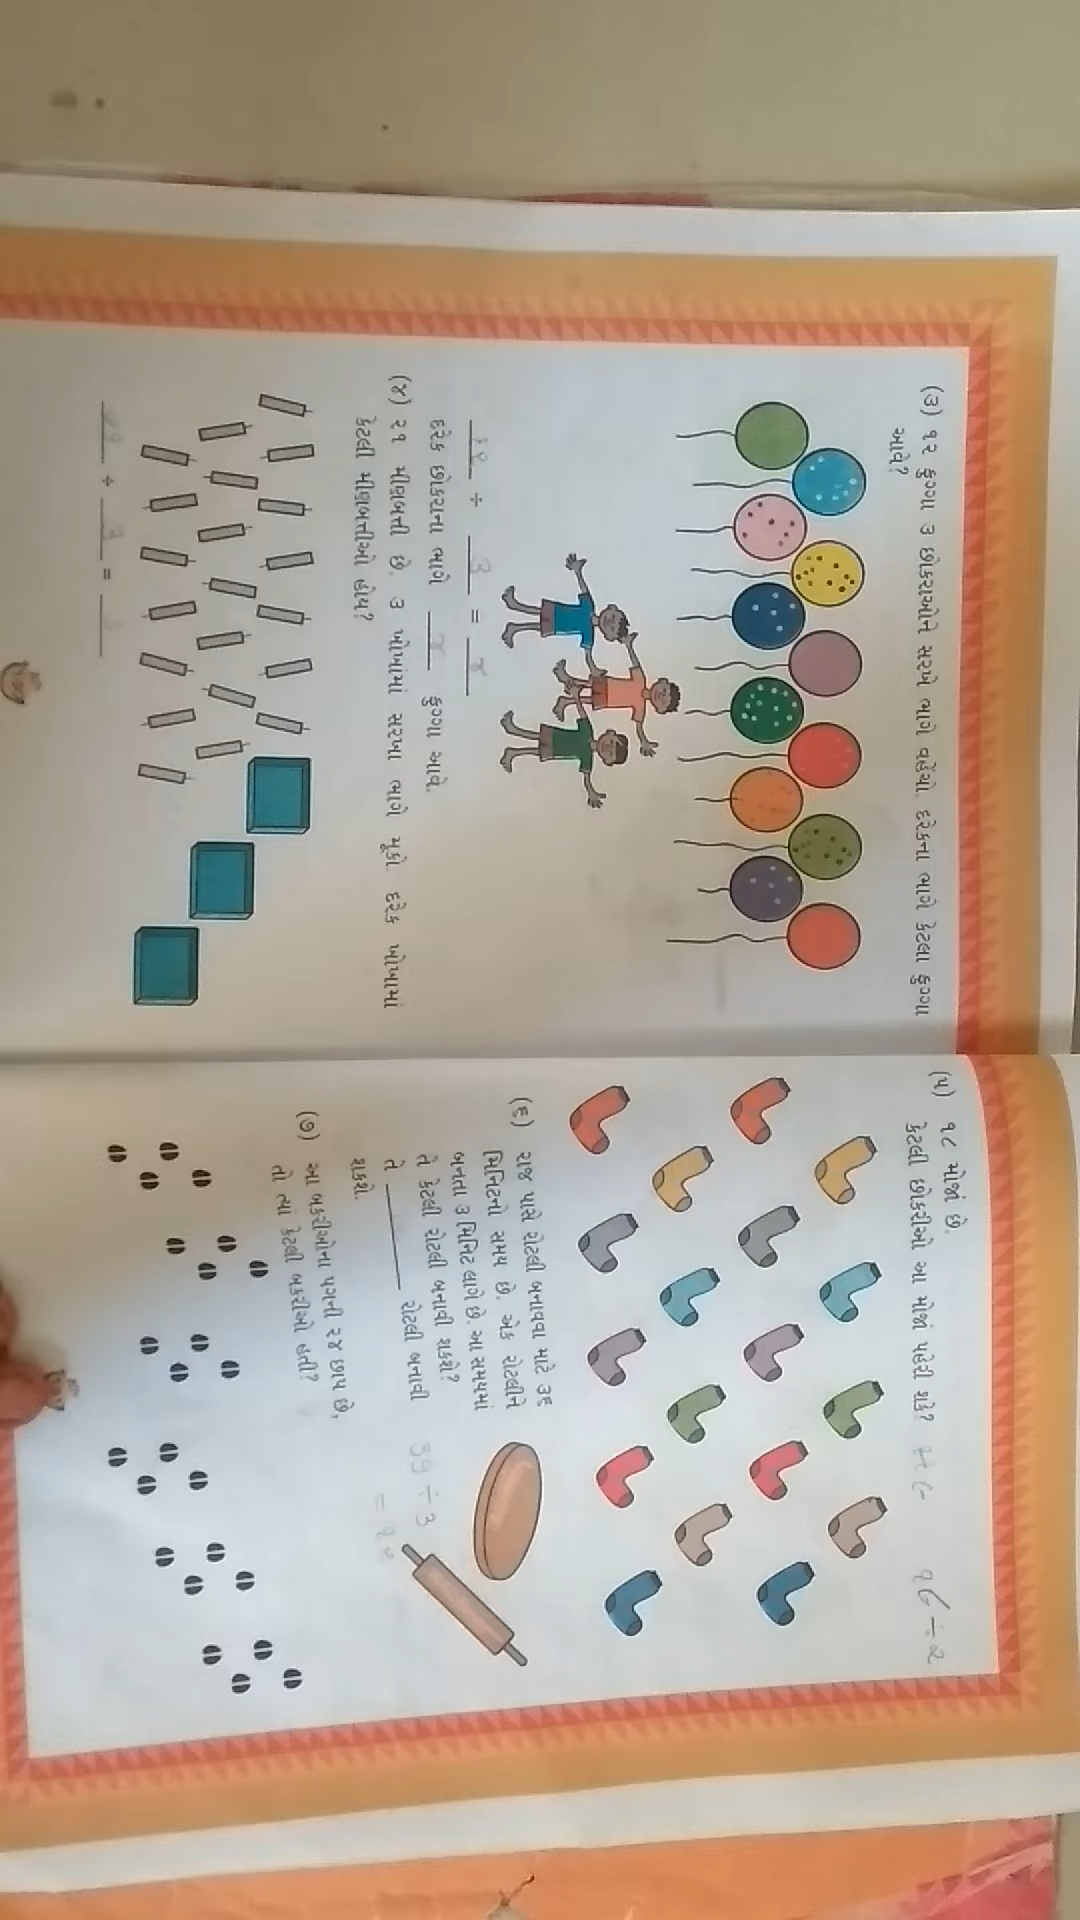 (૩) ૧૨ ફુગ્ગા ૩ છોકરાઓને સરખે ભાગે વહેંચો. દરેકના ભાગે કેટલા ફુગ્ગા
આવે?
૧૨ ÷ ૩ = ૪
દરેક છોકરાના ભાગે ૪ ફુગ્ગા આવે.
(૪) ૨૧ મીણબત્તી છે. ૩ ખોખામાં સરખા ભાગે મૂકો. દરેક ખોખામાં
કેટલી મીણબત્તીઓ હોય?
૨૧ ÷ ૩ =
(૫) ૧૮ મોજાં છે.
કેટલી છોકરીઓ આ મોજાં પહેરી શકે?
૧૮ ÷ ૨
(૬) રાજ પાસે રોટલી બનાવવા માટે ૩૬
મિનિટનો સમય છે. એક રોટલીને
બનતા ૩ મિનિટ લાગે છે. આ સમયમાં
તે કેટલી રોટલી બનાવી શકશે?
તે ______ રોટલી બનાવી
શકશે.
૩૬ ÷ ૩
(૭) આ બકરીઓના પગની ૨૪ છાપ છે,
તો ત્યાં કેટલી બકરીઓ હતી?